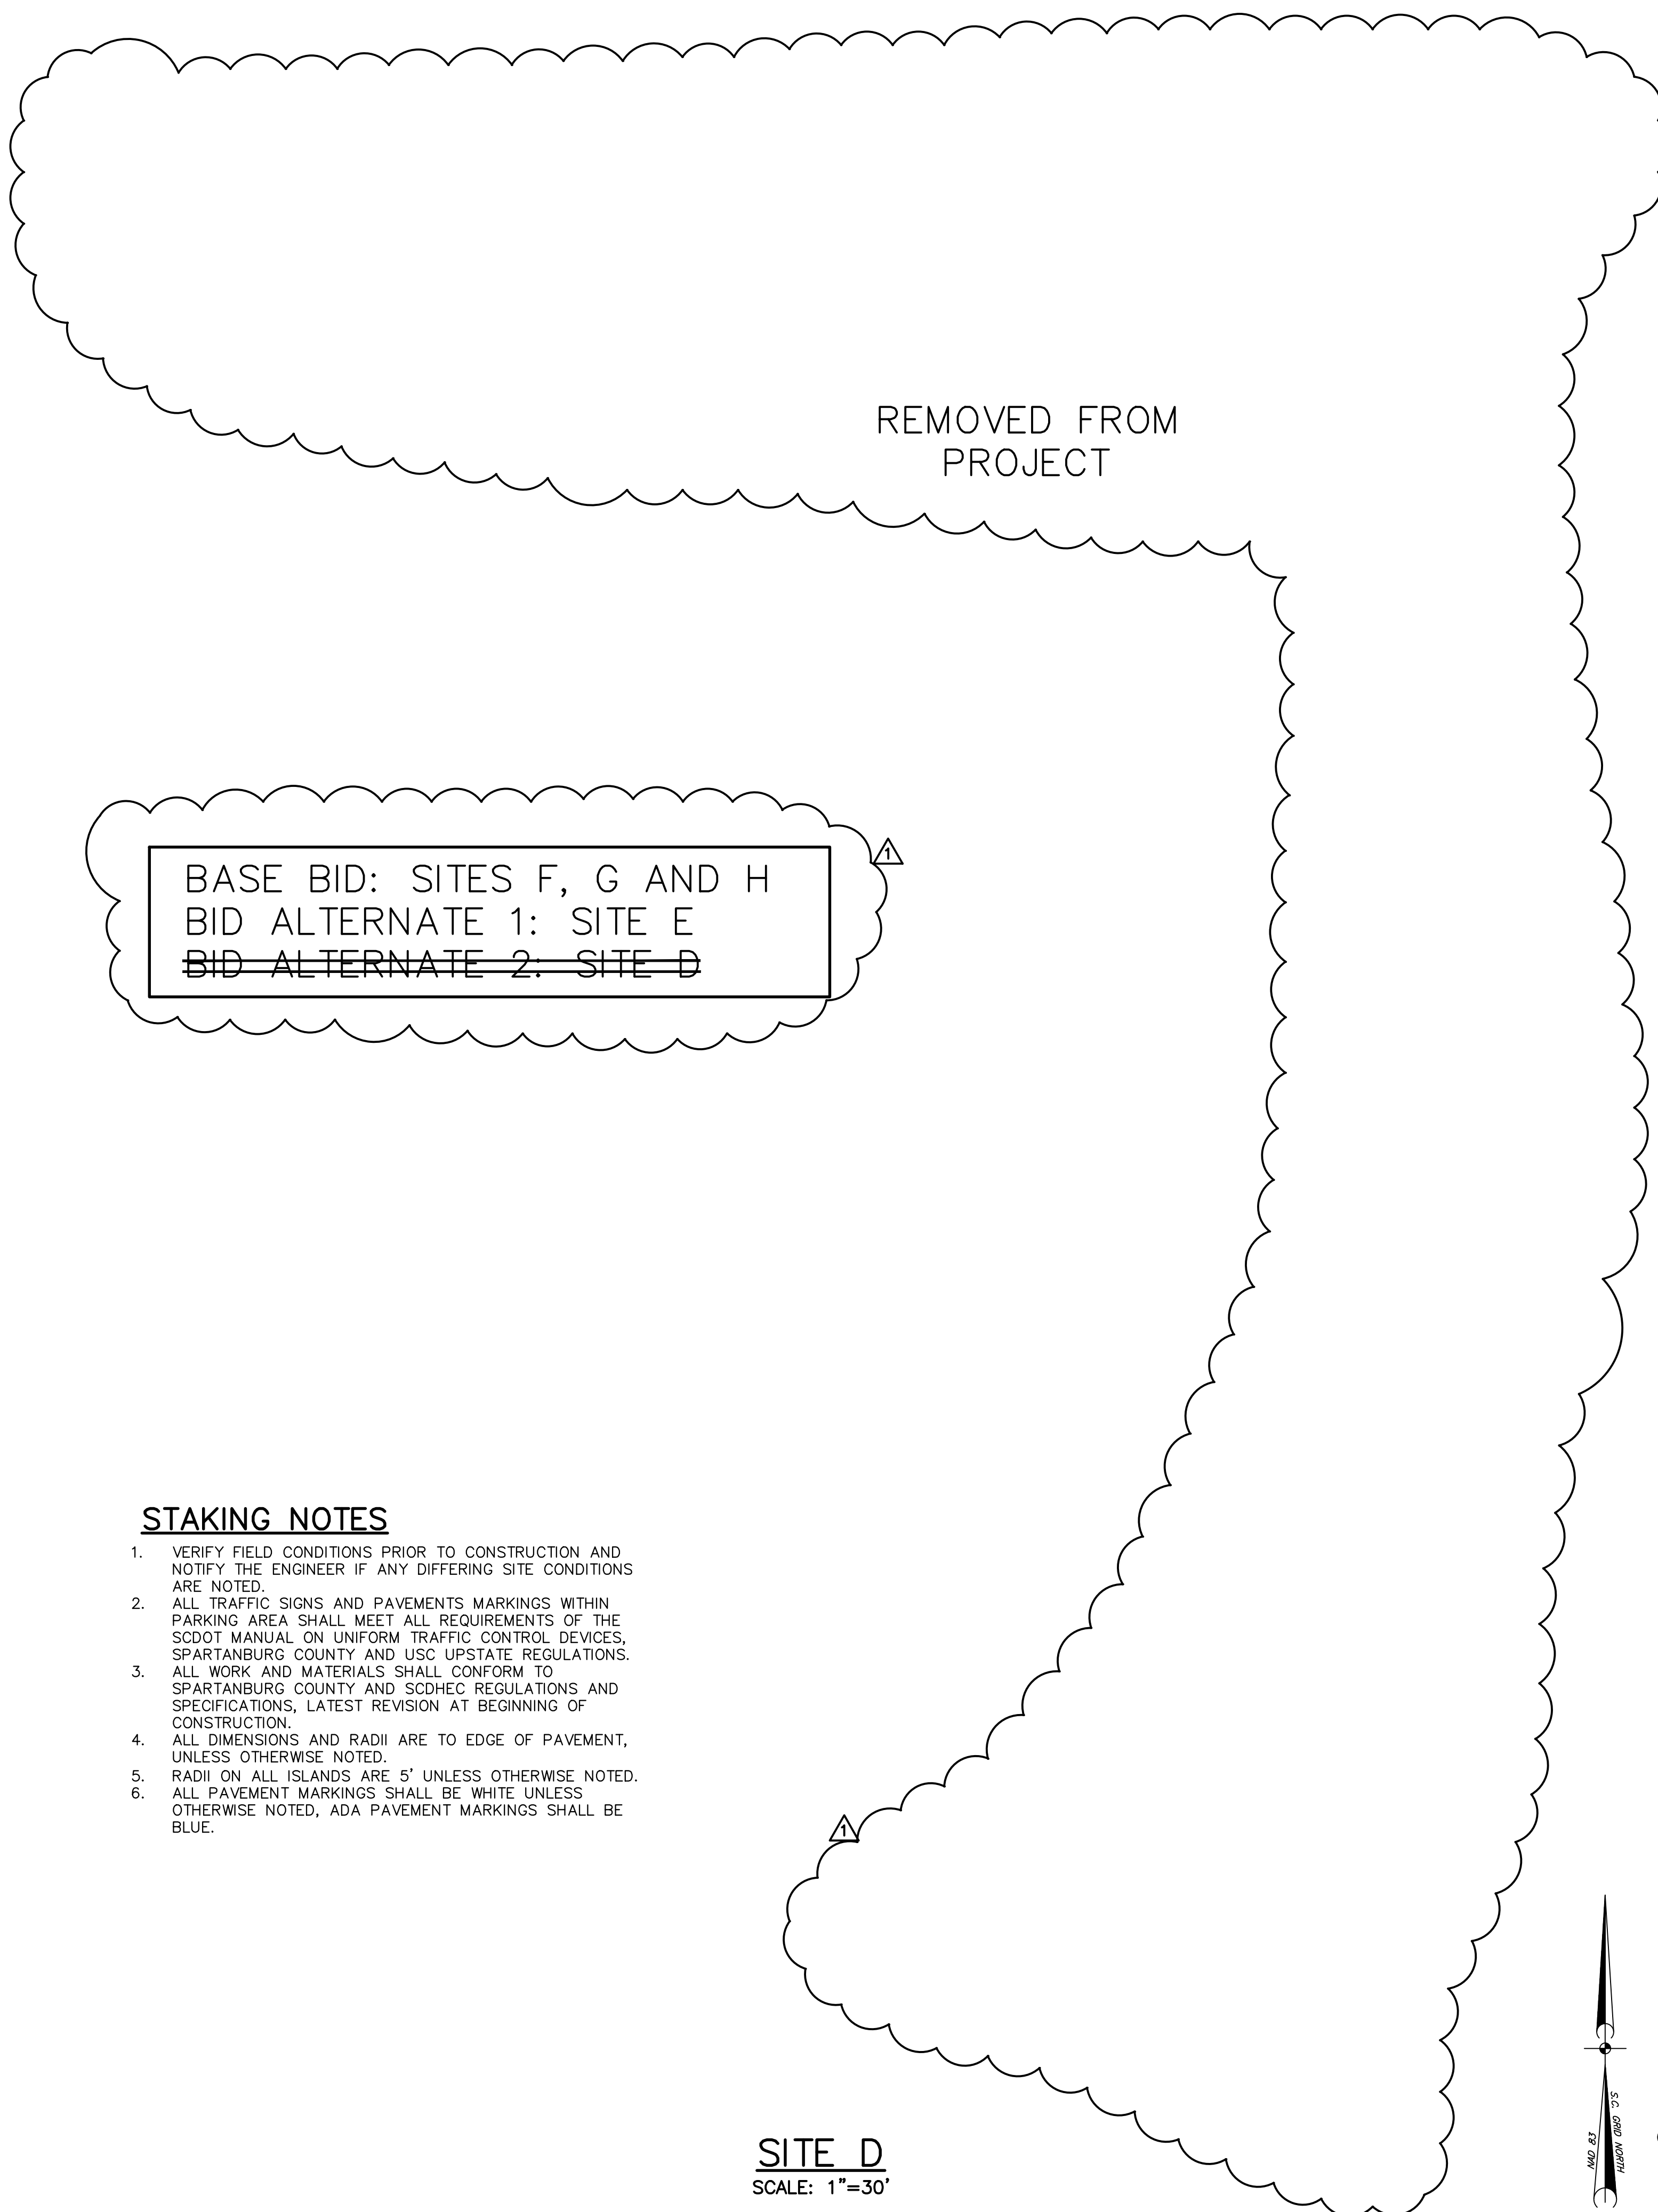 REMOVED FROM
PROJECT
1
BASE BID: SITES F, G AND H
BID ALTERNATE 1: SITE E
BID ALTERNATE 2: SITE D
STAKING NOTES
1. VERIFY FIELD CONDITIONS PRIOR TO CONSTRUCTION AND
NOTIFY THE ENGINEER IF ANY DIFFERING SITE CONDITIONS
ARE NOTED.
2. ALL TRAFFIC SIGNS AND PAVEMENTS MARKINGS WITHIN
PARKING AREA SHALL MEET ALL REQUIREMENTS OF THE
SCDOT MANUAL ON UNIFORM TRAFFIC CONTROL DEVICES,
SPARTANBURG COUNTY AND USC UPSTATE REGULATIONS.
3. ALL WORK AND MATERIALS SHALL CONFORM TO
SPARTANBURG COUNTY AND SCDHEC REGULATIONS AND
SPECIFICATIONS, LATEST REVISION AT BEGINNING OF
CONSTRUCTION.
4. ALL DIMENSIONS AND RADII ARE TO EDGE OF PAVEMENT,
UNLESS OTHERWISE NOTED.
5. RADII ON ALL ISLANDS ARE 5' UNLESS OTHERWISE NOTED.
6. ALL PAVEMENT MARKINGS SHALL BE WHITE UNLESS
OTHERWISE NOTED, ADA PAVEMENT MARKINGS SHALL BE
BLUE.
1
SITE D
SCALE: 1"=30'
S.C. GRID NORTH
NAD 83